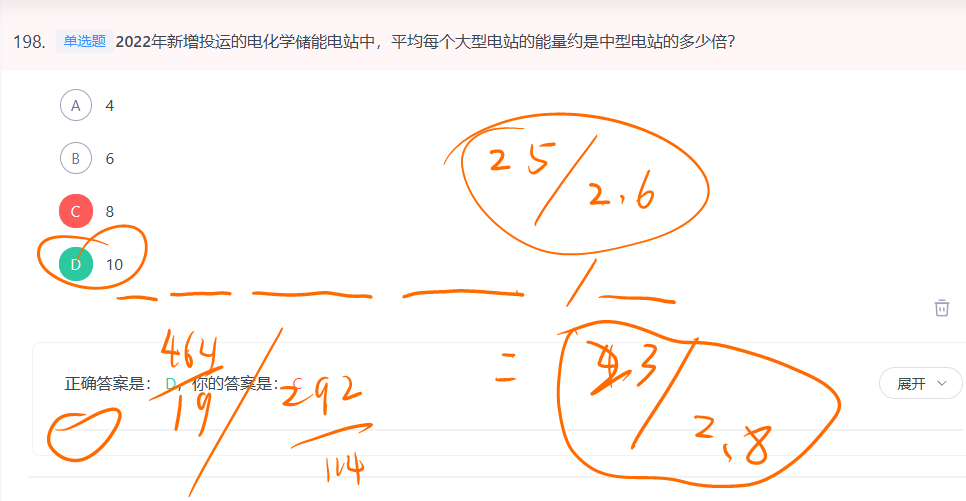 198. 单选题 2022年新增投运的电化学储能电站中，平均每个大型电站的能量约是中型电站的多少倍？
A 4
B 6
C 8
D 10
25/2.6
正确答案是： D，你的答案是： C
展开
464/19 / 292/114 = /2.8